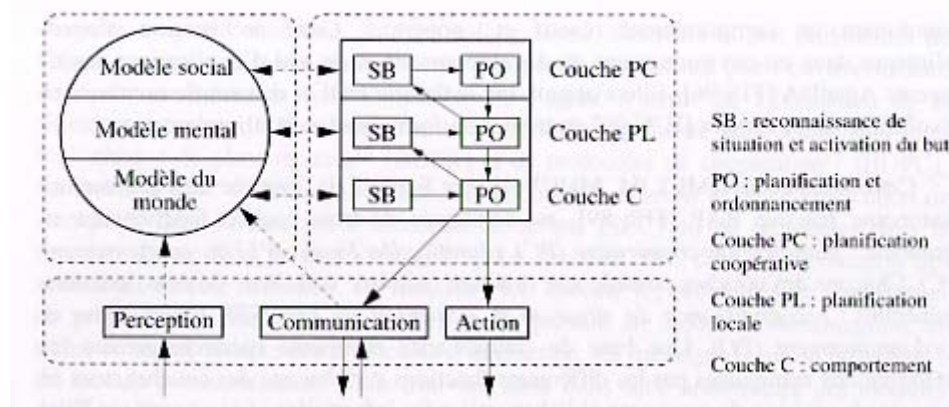 Modèle social
Modèle mental
Modèle du
monde
SB
PO
Couche PC
SB
PO
Couche PL
SB
PO
Couche C
Perception
Communication
Action
SB : reconnaissance de
situation et activation du but
PO : planification et
ordonnancement
Couche PC : planification
coopérative
Couche PL : planification
locale
Couche C : comportement